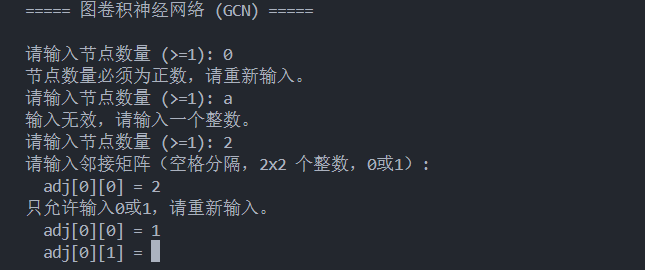 ===== 图卷积神经网络 (GCN) =====
请输入节点数量 (>=1): 0
节点数量必须为正数，请重新输入。
请输入节点数量 (>=1): a
输入无效，请输入一个整数。
请输入节点数量 (>=1): 2
请输入邻接矩阵（空格分隔，2x2 个整数，0或1）:
adj[0][0] = 2
只允许输入0或1，请重新输入。
adj[0][0] = 1
adj[0][1] =